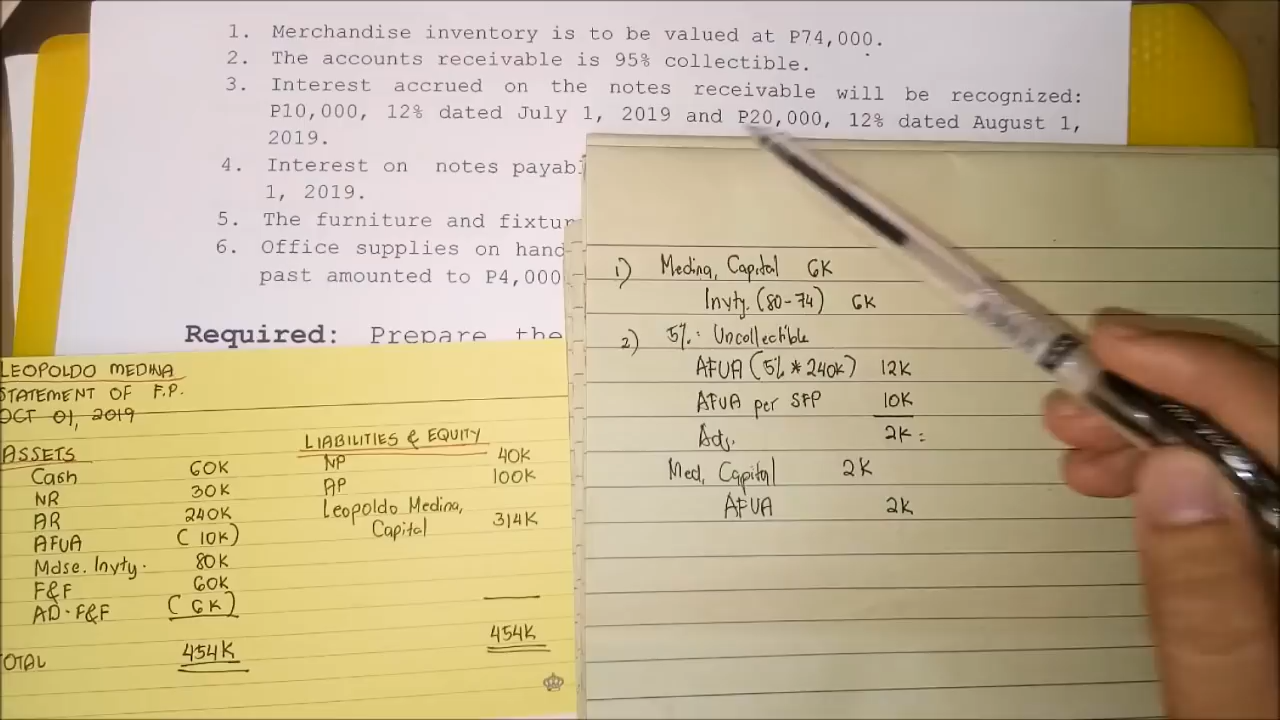 1. Merchandise inventory is to be valued at P74,000.
2. The accounts receivable is 95% collectible.
3. Interest accrued on the notes receivable will be recognized:
P10,000, 12% dated July 1, 2019 and P20,000, 12% dated August 1,
2019.
4. Interest on notes payab
1, 2019.
5. The furniture and fixtur
6. Office supplies on hand
past amounted to P4,000
Required: Prepare the
LEOPOLDO MEDINA
STATEMENT OF F.P.
OCT 01, 2019
ASSETS
Cash 60K
NR 30K
AR 240K
AFUA (10K)
Mdse. Invty. 80K
F&F 60K
AD-F&F (6K)
OTAL 454K
LIABILITIES & EQUITY
NP 40K
AP 100K
Leopoldo Medina,
Capital 314K
454K
1) Medina, Capital 6K
Invty. (80-74) 6K
2) 5%: Uncollectible
AFUA (5% * 240K) 12K
AFUA per SFP 10K
Adj. 2K:
Med, Capital 2K
AFUA 2K